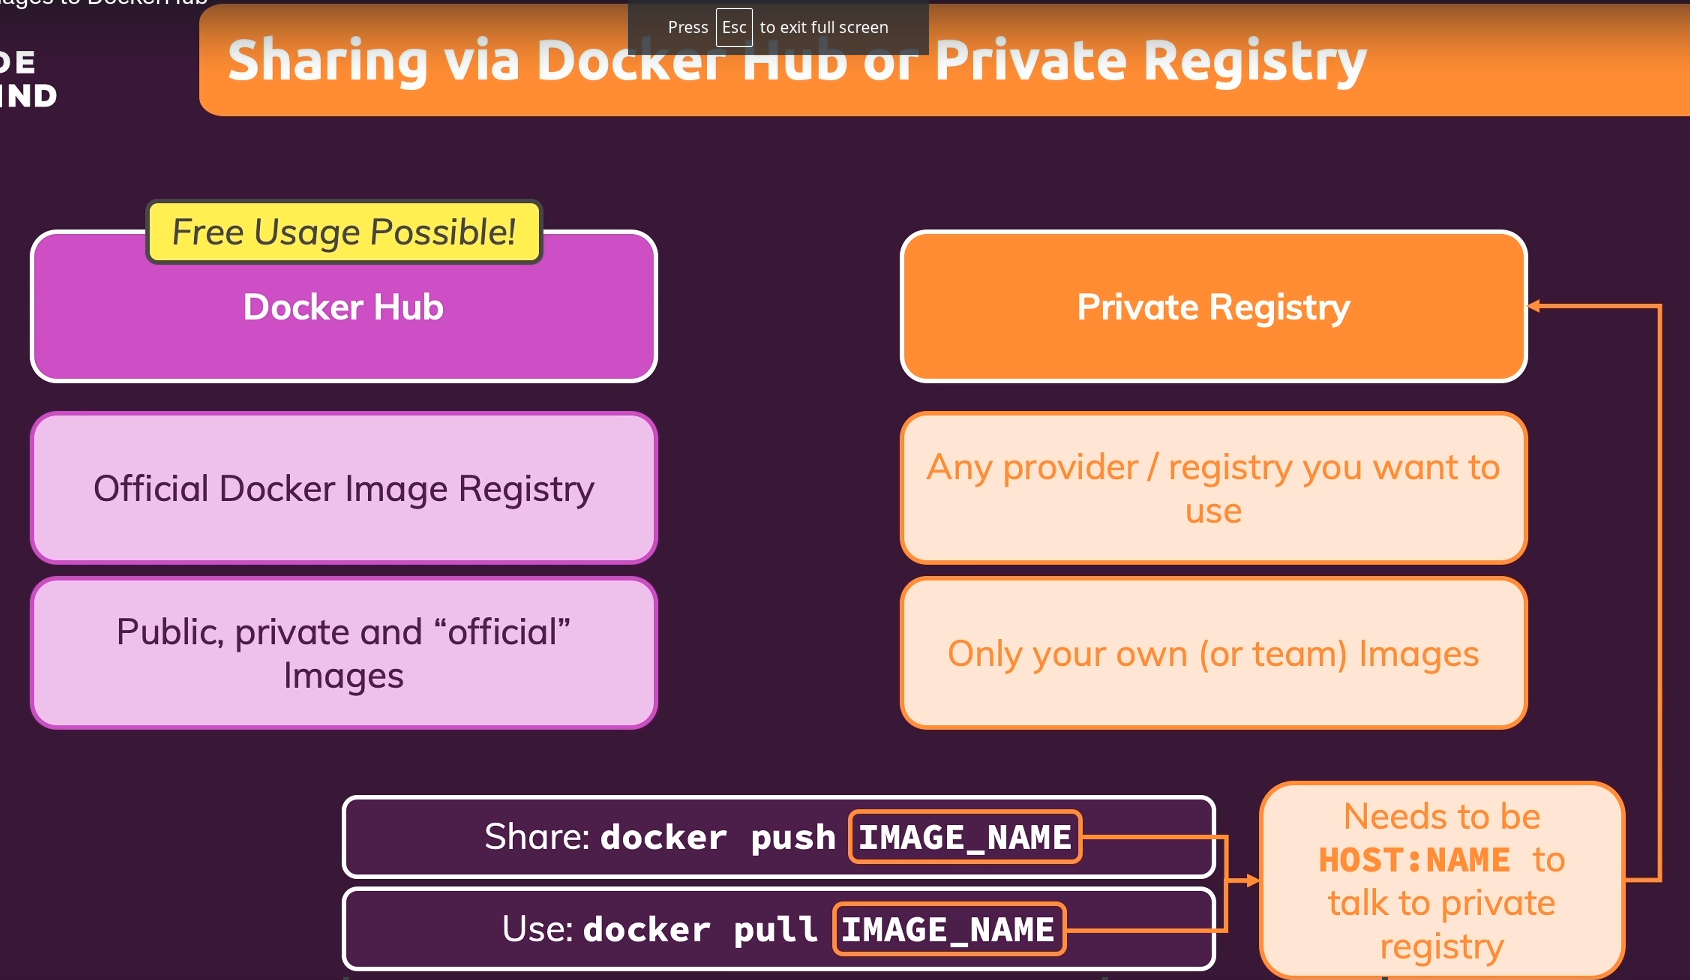 ages to DockerHub
Press Esc to exit full screen
DE
IND
Sharing via Docker Hub or Private Registry
Free Usage Possible!
Docker Hub
Official Docker Image Registry
Public, private and “official”
Images
Private Registry
Any provider / registry you want to
use
Only your own (or team) Images
Share: docker push IMAGE_NAME
Use: docker pull IMAGE_NAME
Needs to be
HOST:NAME to
talk to private
registry